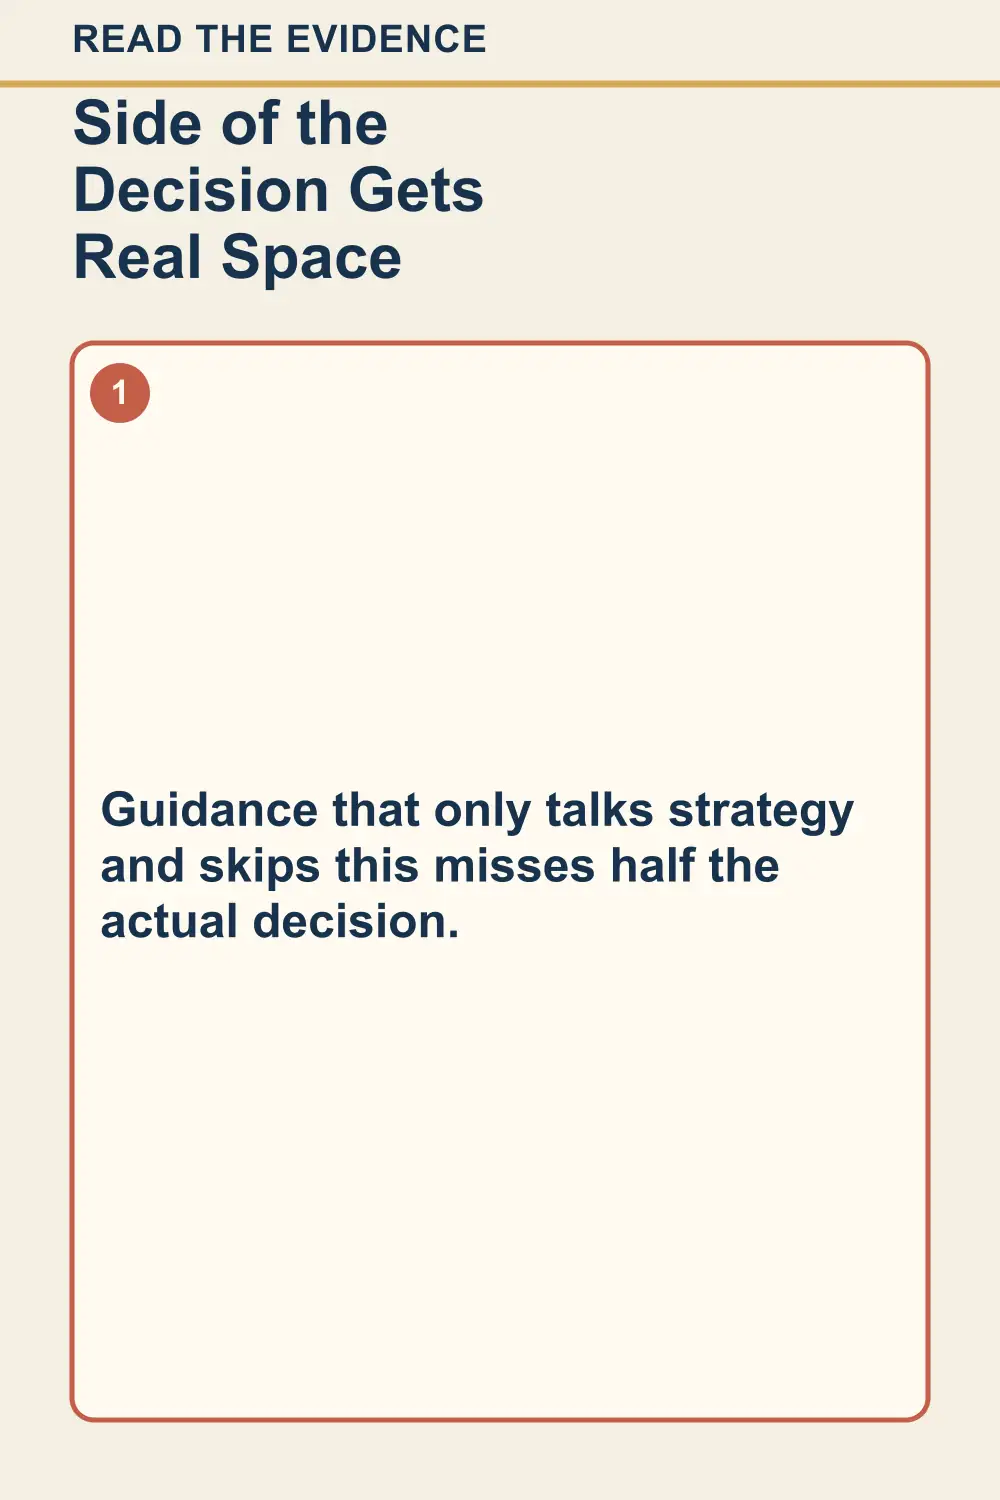 READ THE EVIDENCE
Side of the
Decision Gets
Real Space
1
Guidance that only talks strategy
and skips this misses half the
actual decision.